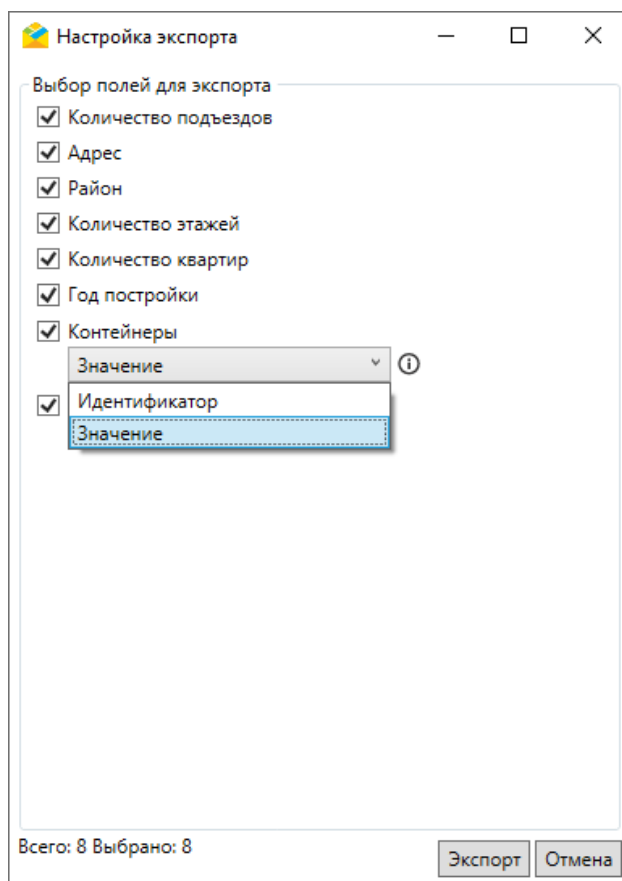 Настройка экспорта
Выбор полей для экспорта
Количество подъездов
Адрес
Район
Количество этажей
Количество квартир
Год постройки
Контейнеры
Значение
Идентификатор
Значение
Всего: 8 Выбрано: 8
Экспорт Отмена